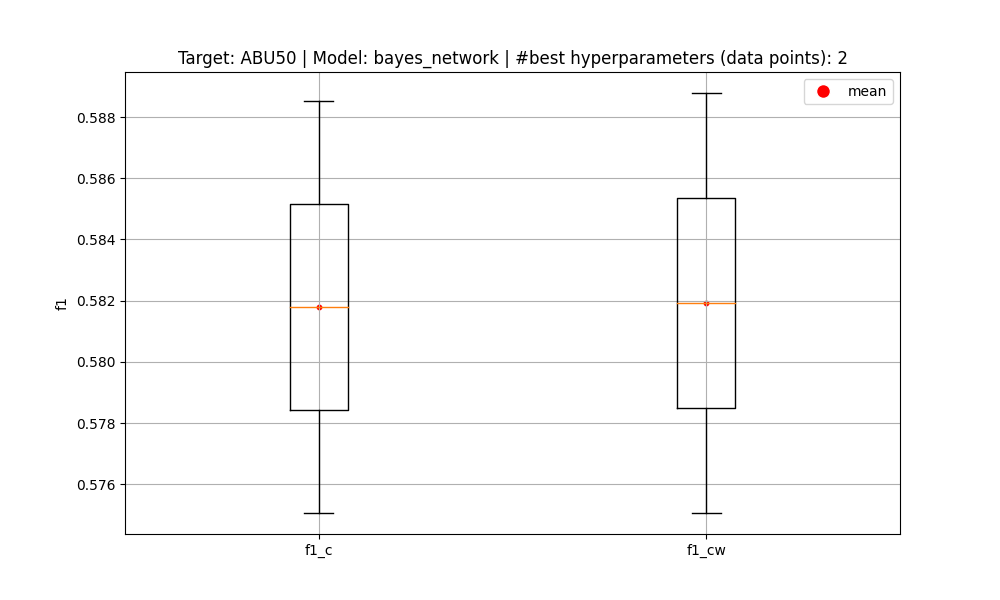 Target: ABU50 | Model: bayes_network | #best hyperparameters (data points): 2
mean
0.588
0.586
0.584
0.582
0.580
0.578
0.576
f1
f1_c
f1_cw